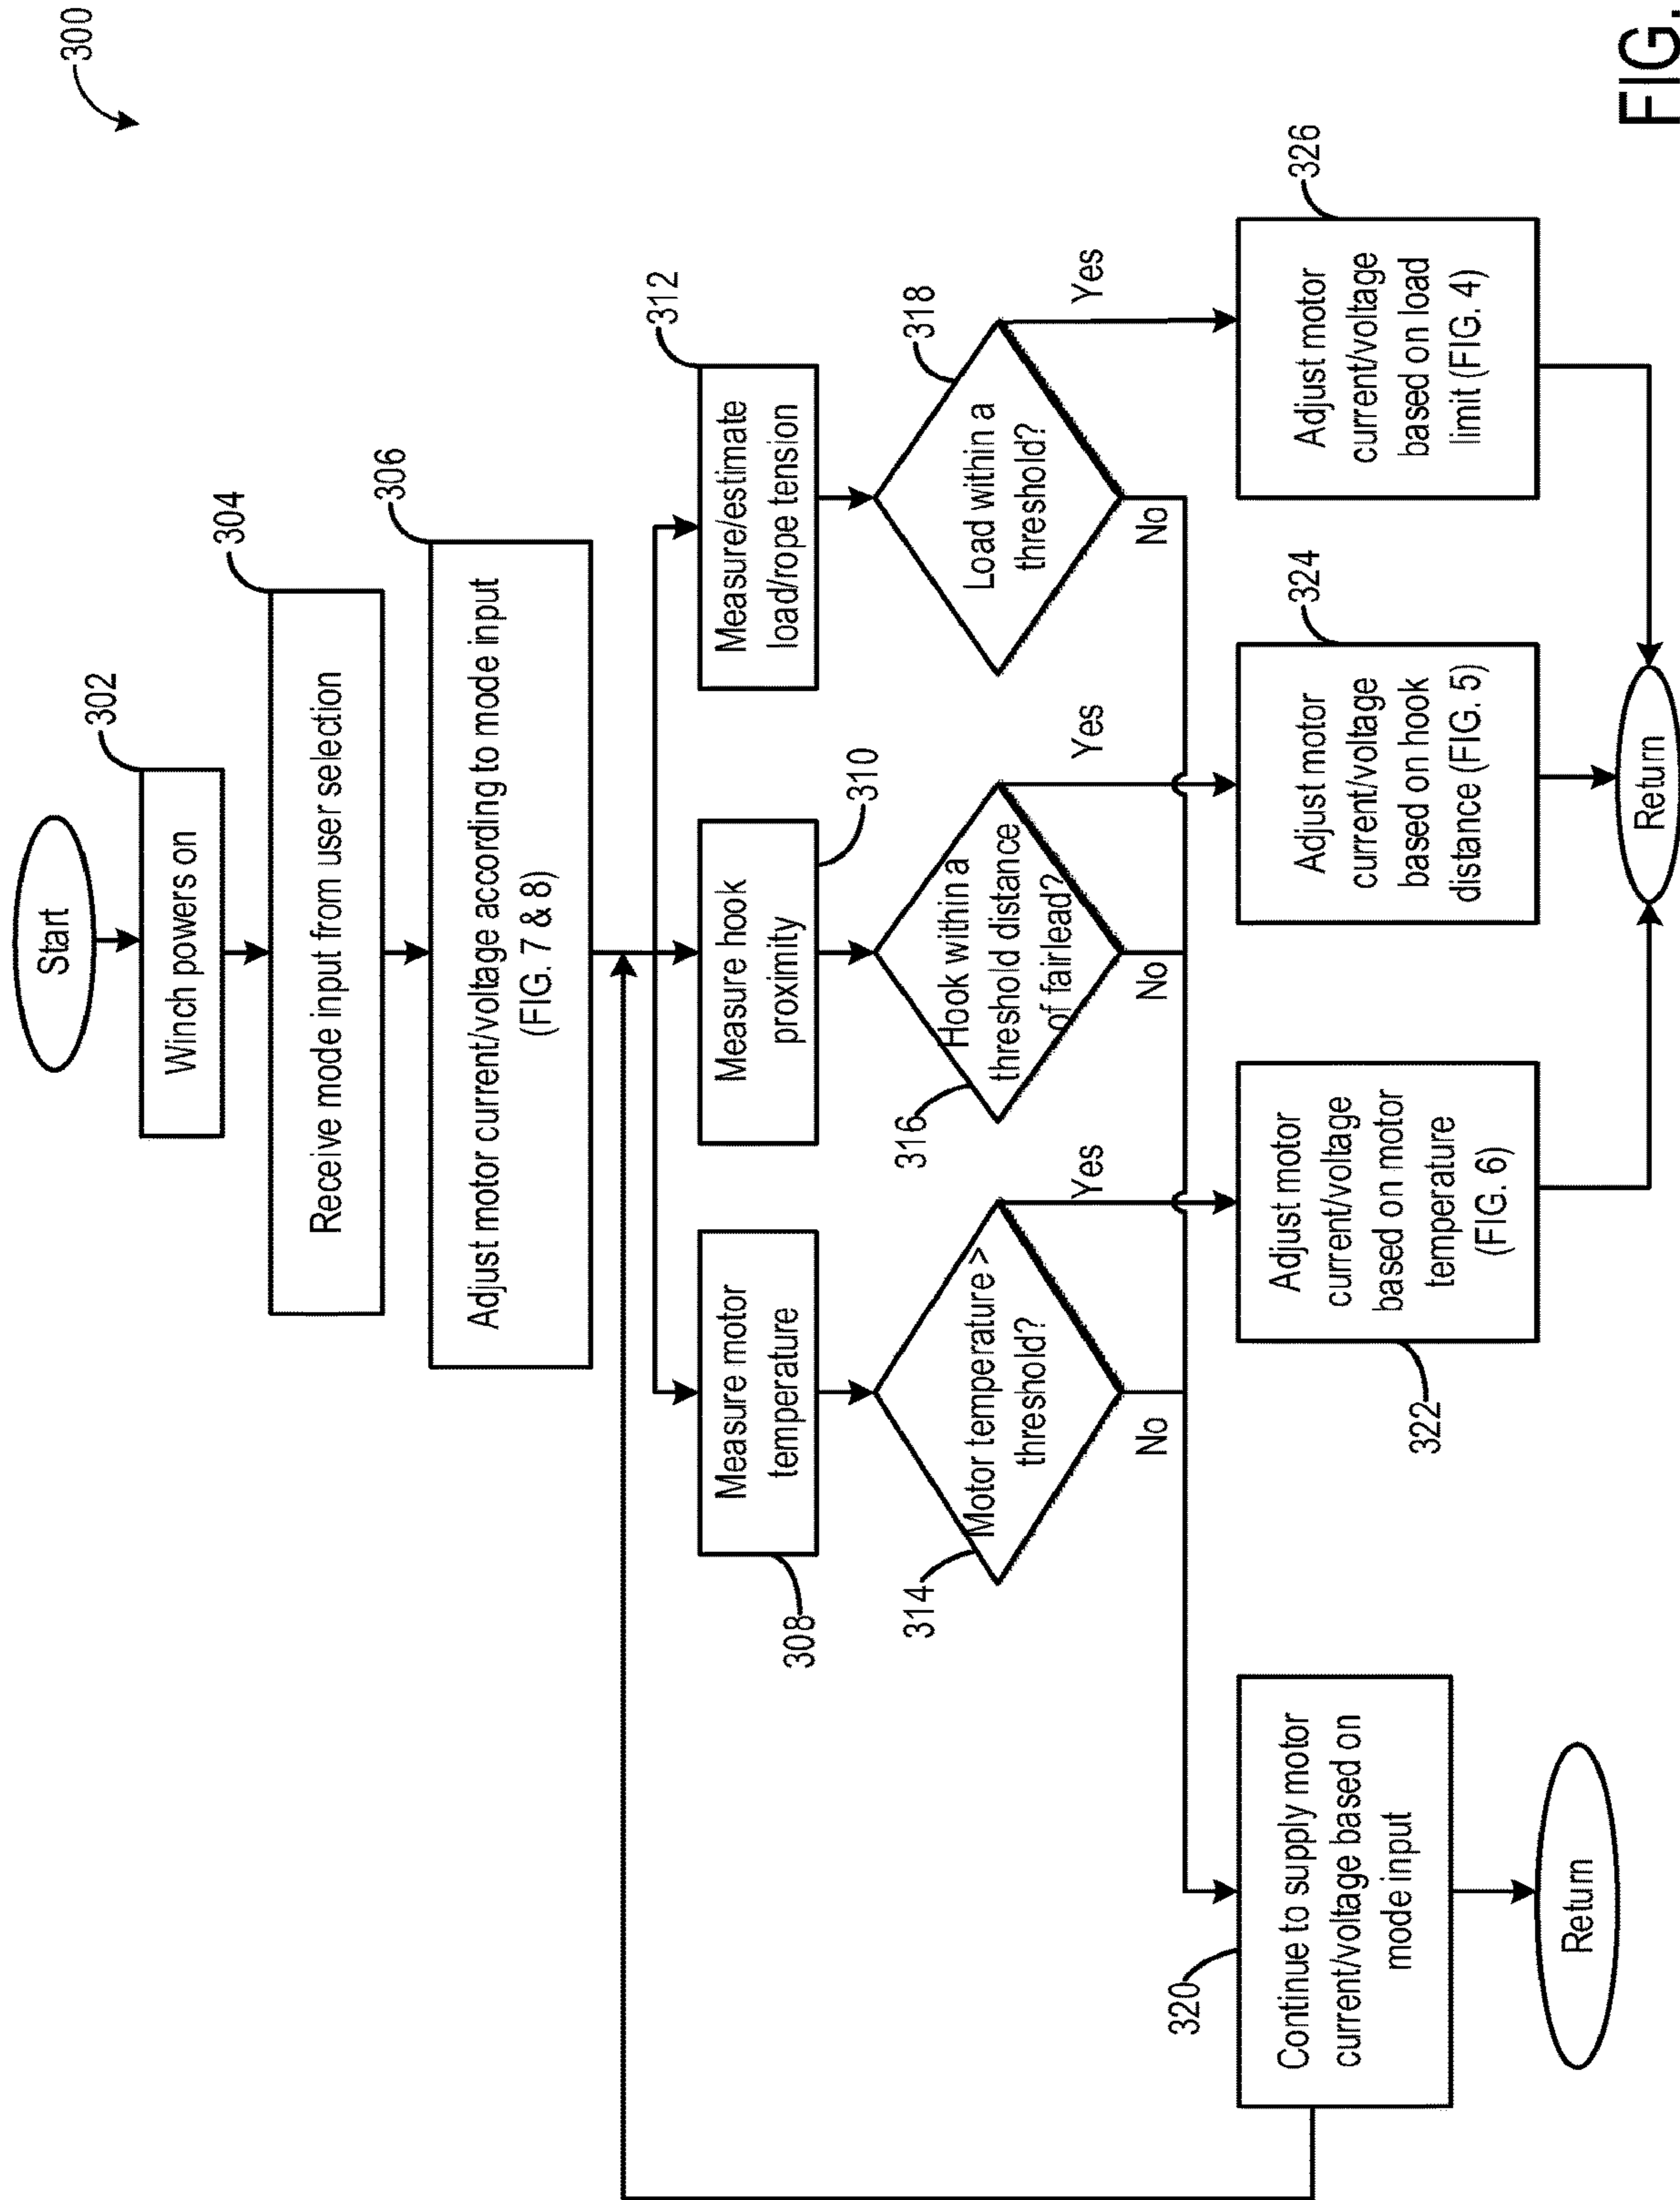 300
Start
302
Winch powers on
304
Receive mode input from user selection
306
Adjust motor current/voltage according to mode input
(FIG. 7 & 8)
308
Measure motor
temperature
310
Measure hook
proximity
312
Measure/estimate
load/rope tension
314
Motor temperature >
threshold?
316
Hook within a
threshold distance
of fairlead?
318
Load within a
threshold?
No
Yes
No
Yes
No
Yes
320
Continue to supply motor
current/voltage based on
mode input
322
Adjust motor
current/voltage
based on motor
temperature
(FIG. 6)
324
Adjust motor
current/voltage
based on hook
distance (FIG. 5)
326
Adjust motor
current/voltage
based on load
limit (FIG. 4)
Return
Return
FIG.